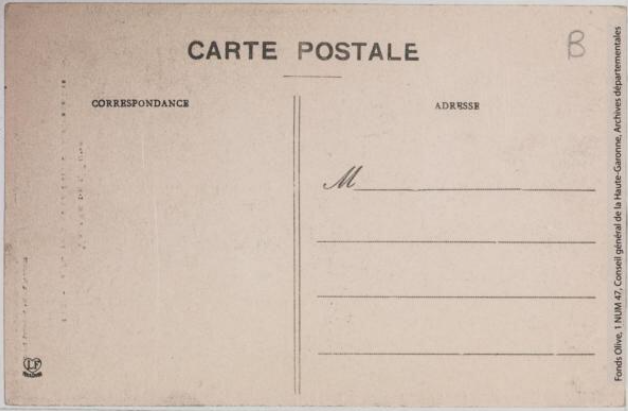 CARTE POSTALE
B
CORRESPONDANCE
ADRESSE
M
Fonds Olive, 1 NUM 47, Conseil général de la Haute-Garonne, Archives départementales